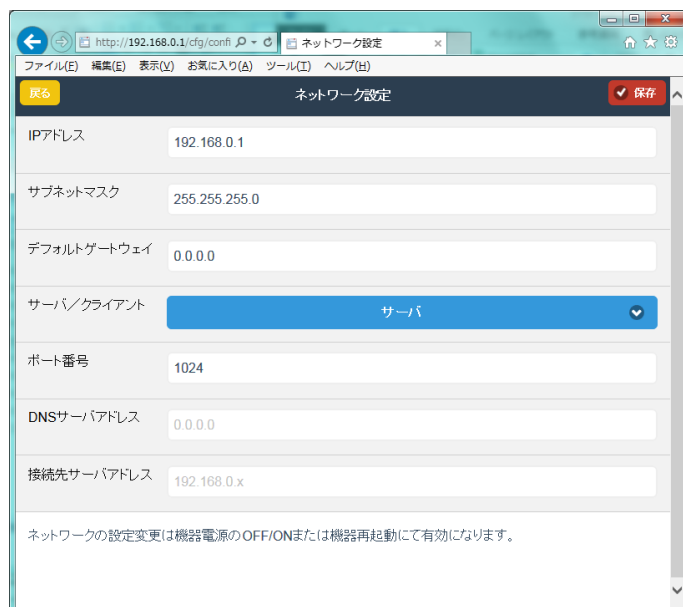 http://192.168.0.1/cfg/confi
ネットワーク設定
ファイル(F) 編集(E) 表示(V) お気に入り(A) ツール(T) ヘルプ(H)
戻る ネットワーク設定 保存
IPアドレス 192.168.0.1
サブネットマスク 255.255.255.0
デフォルトゲートウェイ 0.0.0.0
サーバ/クライアント サーバ
ポート番号 1024
DNSサーバアドレス 0.0.0.0
接続先サーバアドレス 192.168.0.x
ネットワークの設定変更は機器電源のOFF/ONまたは機器再起動にて有効になります。